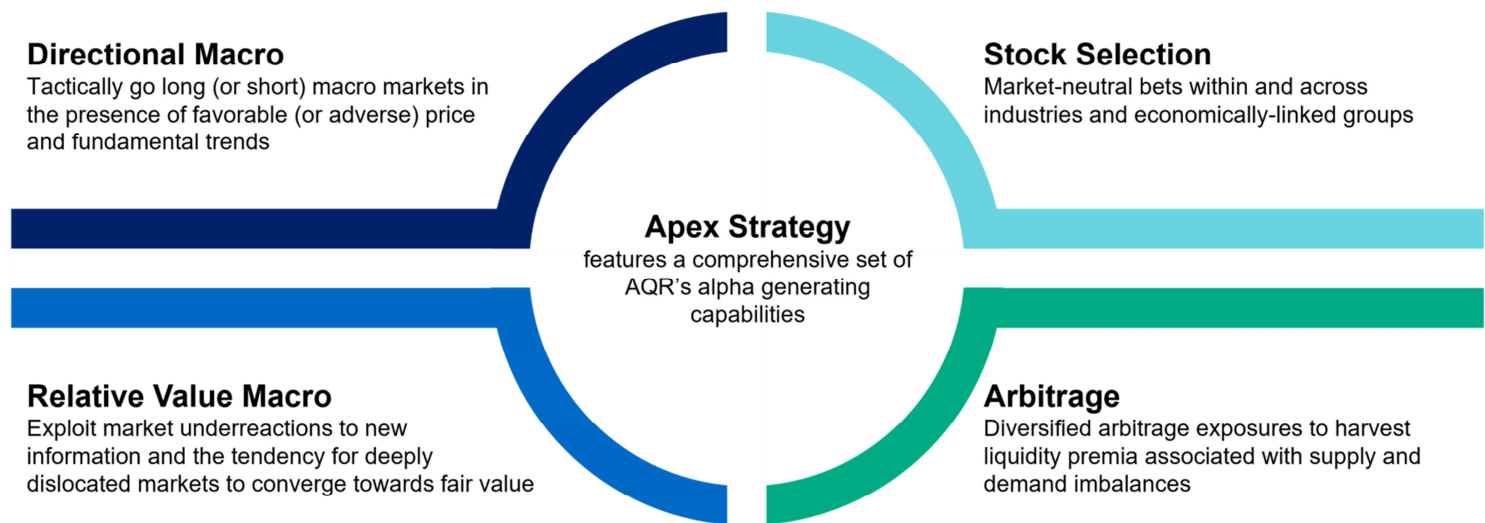 Directional Macro
Tactically go long (or short) macro markets in
the presence of favorable (or adverse) price
and fundamental trends
Stock Selection
Market-neutral bets within and across
industries and economically-linked groups
Apex Strategy
features a comprehensive set of
AQR's alpha generating
capabilities
Relative Value Macro
Exploit market underreactions to new
information and the tendency for deeply
dislocated markets to converge towards fair value
Arbitrage
Diversified arbitrage exposures to harvest
liquidity premia associated with supply and
demand imbalances